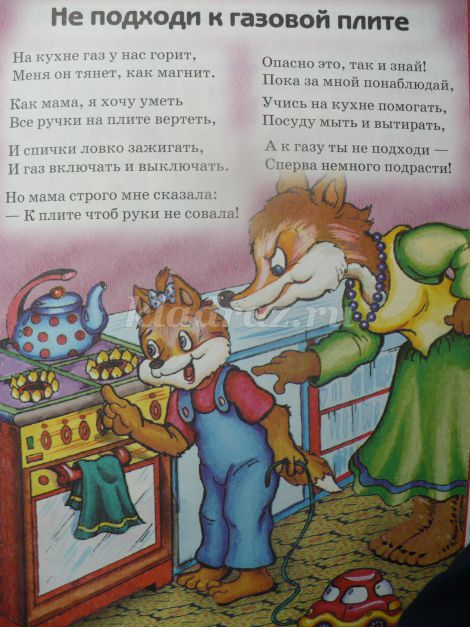 Не подходи к газовой плите
На кухне газ у нас горит,
Меня он тянет, как магнит.
Как мама, я хочу уметь
Все ручки на плите вертеть,
И спички ловко зажигать,
И газ включать и выключать.
Но мама строго мне сказала:
— К плите чтоб руки не совала!
Опасно это, так и знай!
Пока за мной понаблюдай,
Учись на кухне помогать,
Посуду мыть и вытирать,
А к газу ты не подходи —
Сперва немного подрасти!
kladraz.ru